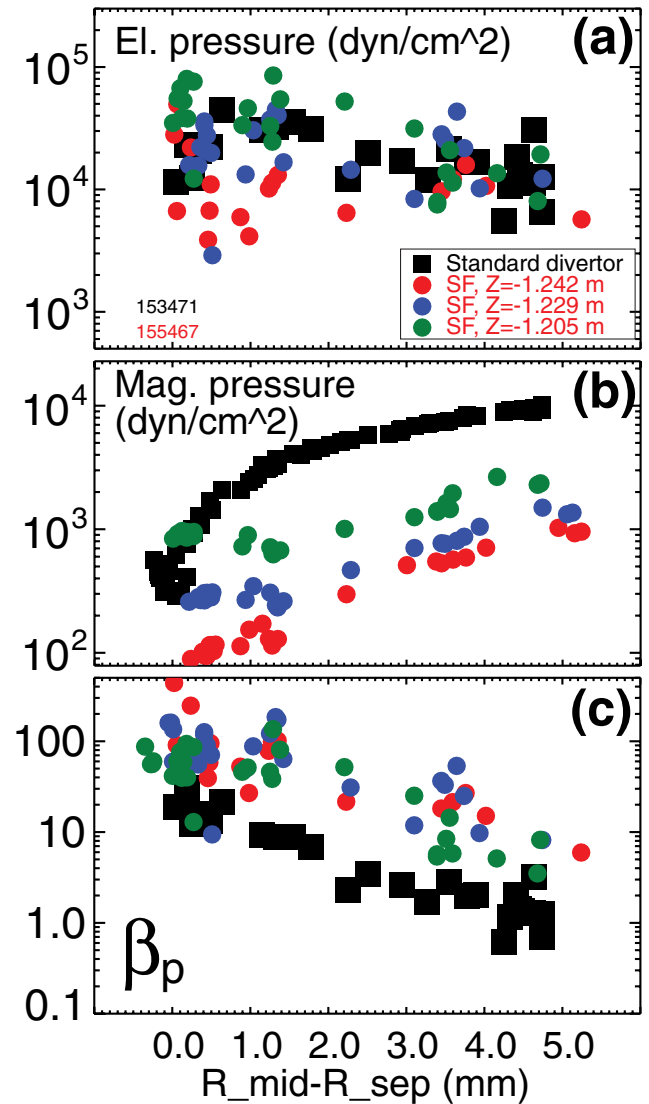 El. pressure (dyn/cm^2)
(a)
10^5
10^4
10^3
Standard divertor
SF, Z=-1.242 m
SF, Z=-1.229 m
SF, Z=-1.205 m
153471
155467
Mag. pressure
(dyn/cm^2)
(b)
10^4
10^3
10^2
(c)
100
10
1.0
0.1
β_p
0.0 1.0 2.0 3.0 4.0 5.0
R_mid-R_sep (mm)